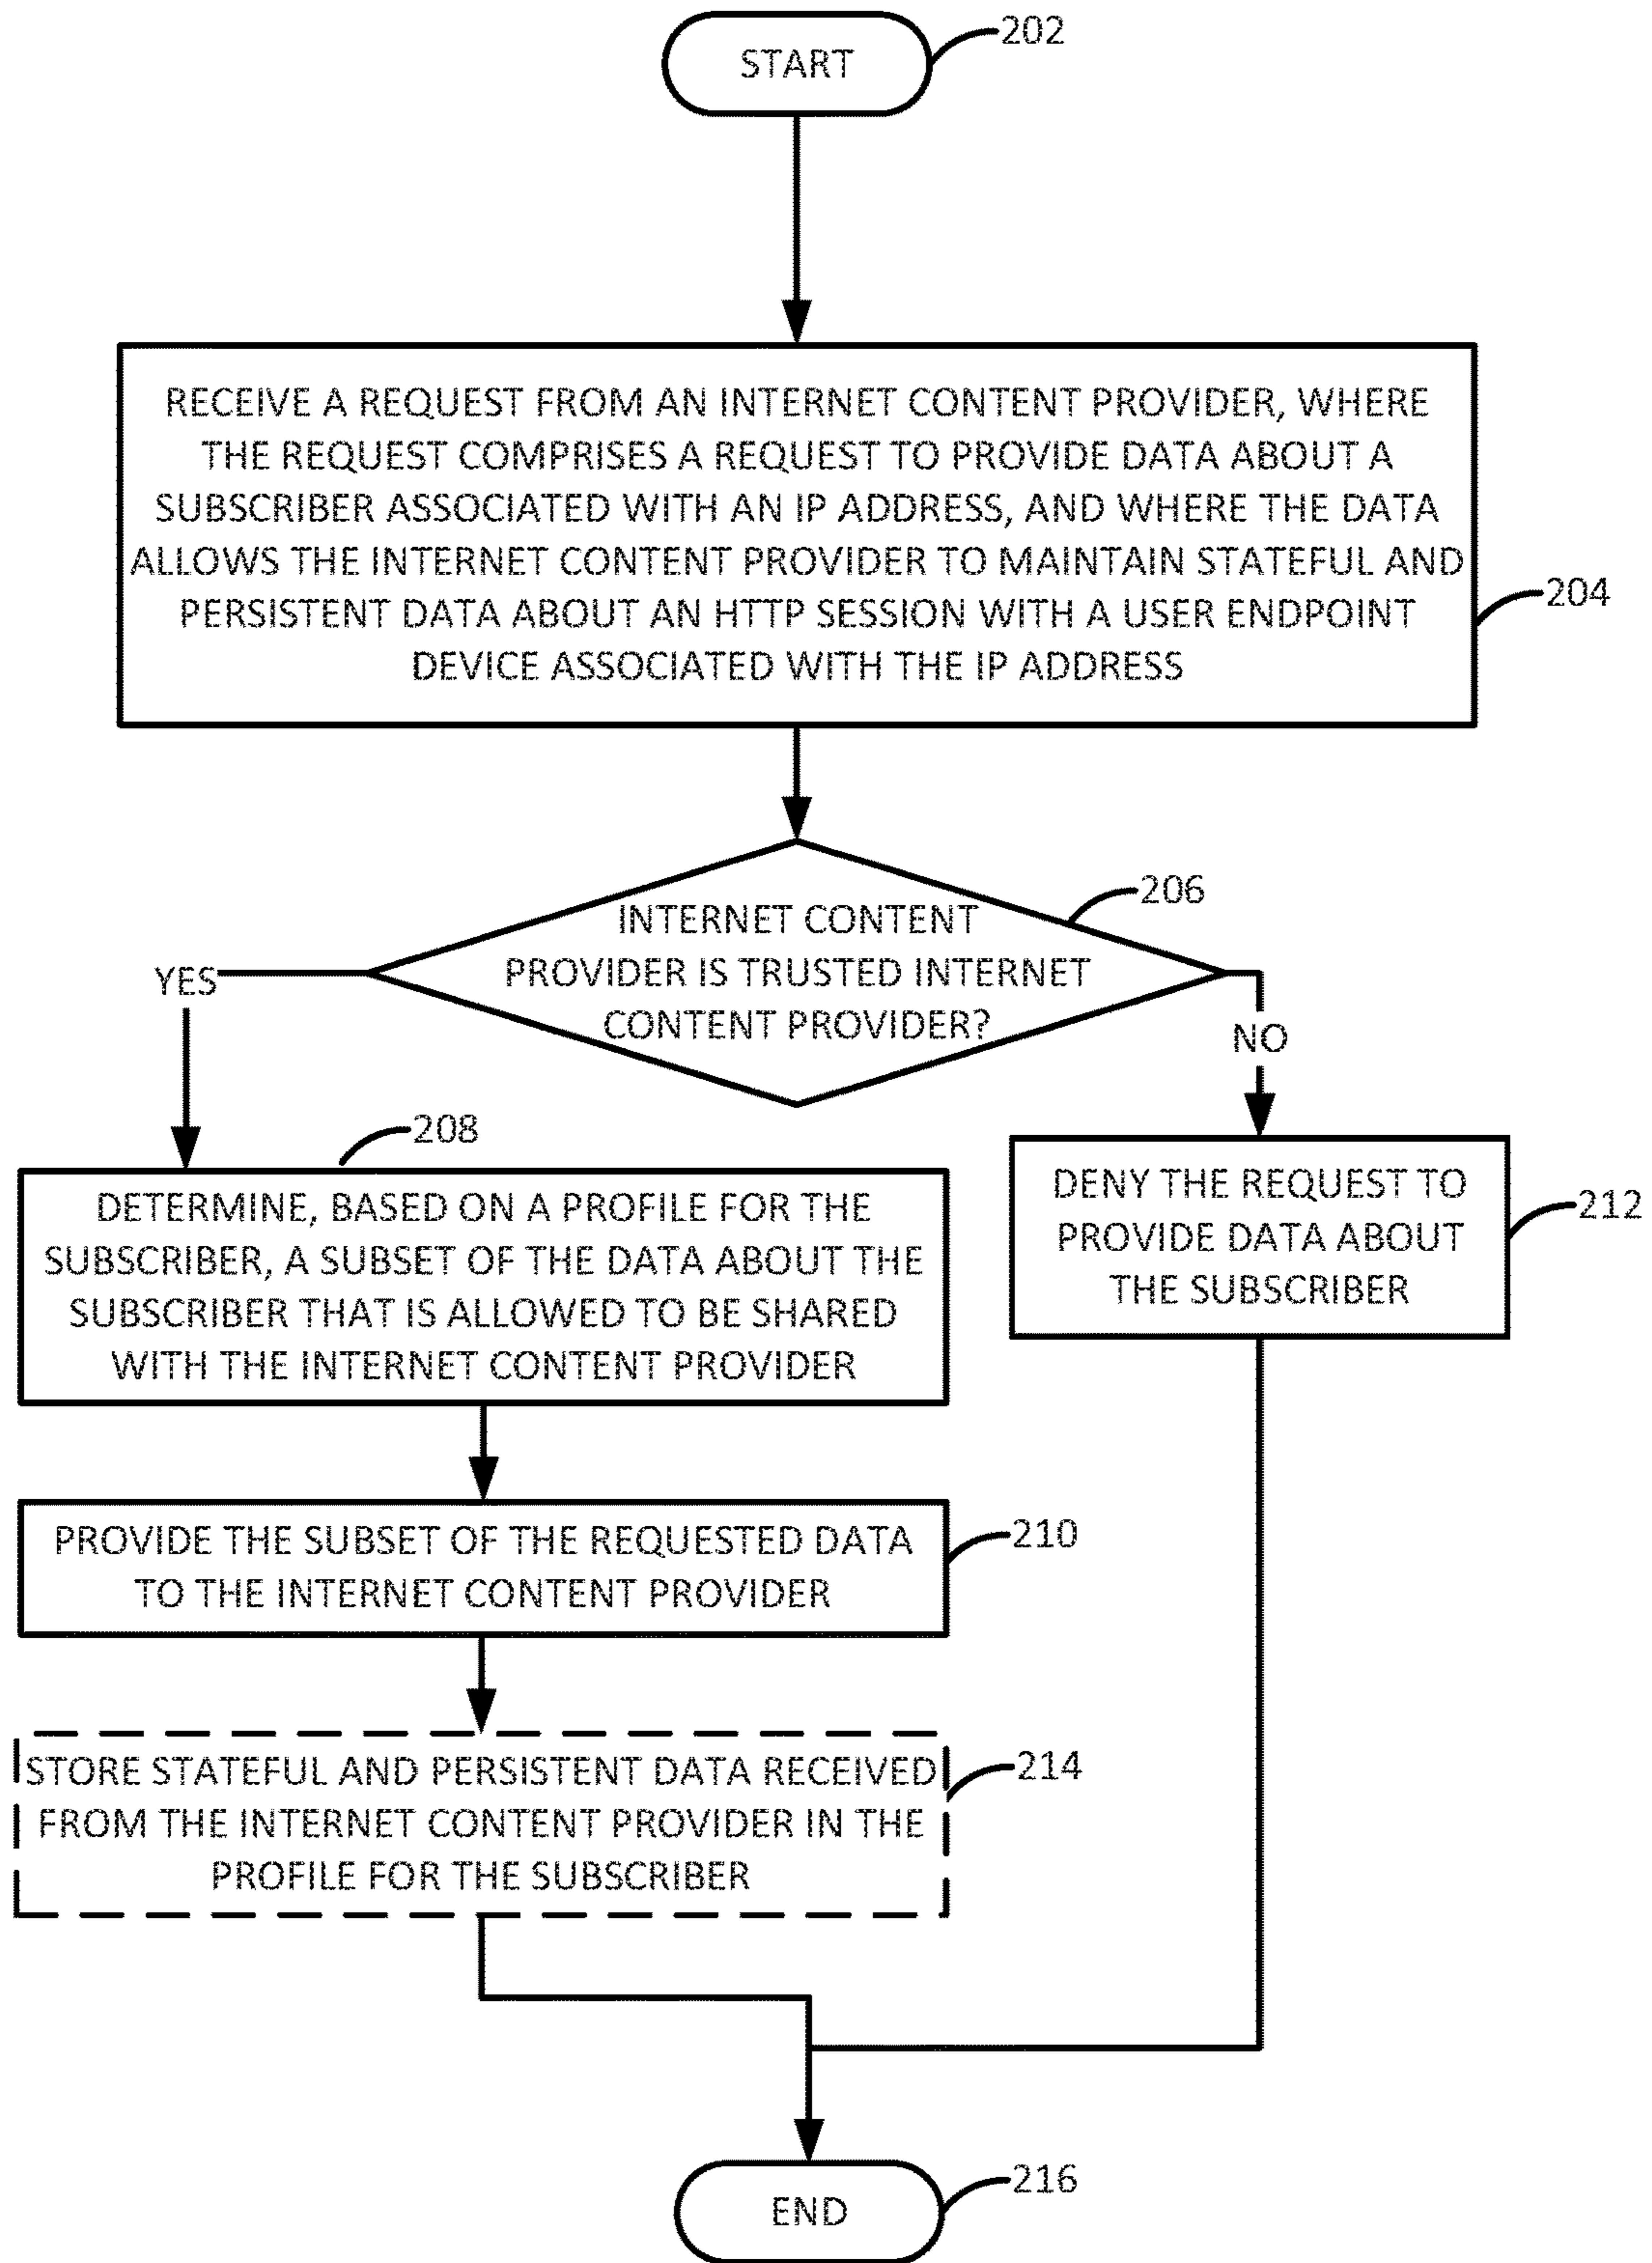 START
202
RECEIVE A REQUEST FROM AN INTERNET CONTENT PROVIDER, WHERE
THE REQUEST COMPRISES A REQUEST TO PROVIDE DATA ABOUT A
SUBSCRIBER ASSOCIATED WITH AN IP ADDRESS, AND WHERE THE DATA
ALLOWS THE INTERNET CONTENT PROVIDER TO MAINTAIN STATEFUL AND
PERSISTENT DATA ABOUT AN HTTP SESSION WITH A USER ENDPOINT
DEVICE ASSOCIATED WITH THE IP ADDRESS
204
INTERNET CONTENT
PROVIDER IS TRUSTED INTERNET
CONTENT PROVIDER?
206
YES
NO
208
DETERMINE, BASED ON A PROFILE FOR THE
SUBSCRIBER, A SUBSET OF THE DATA ABOUT THE
SUBSCRIBER THAT IS ALLOWED TO BE SHARED
WITH THE INTERNET CONTENT PROVIDER
DENY THE REQUEST TO
PROVIDE DATA ABOUT
THE SUBSCRIBER
212
PROVIDE THE SUBSET OF THE REQUESTED DATA
TO THE INTERNET CONTENT PROVIDER
210
STORE STATEFUL AND PERSISTENT DATA RECEIVED
FROM THE INTERNET CONTENT PROVIDER IN THE
PROFILE FOR THE SUBSCRIBER
214
END
216